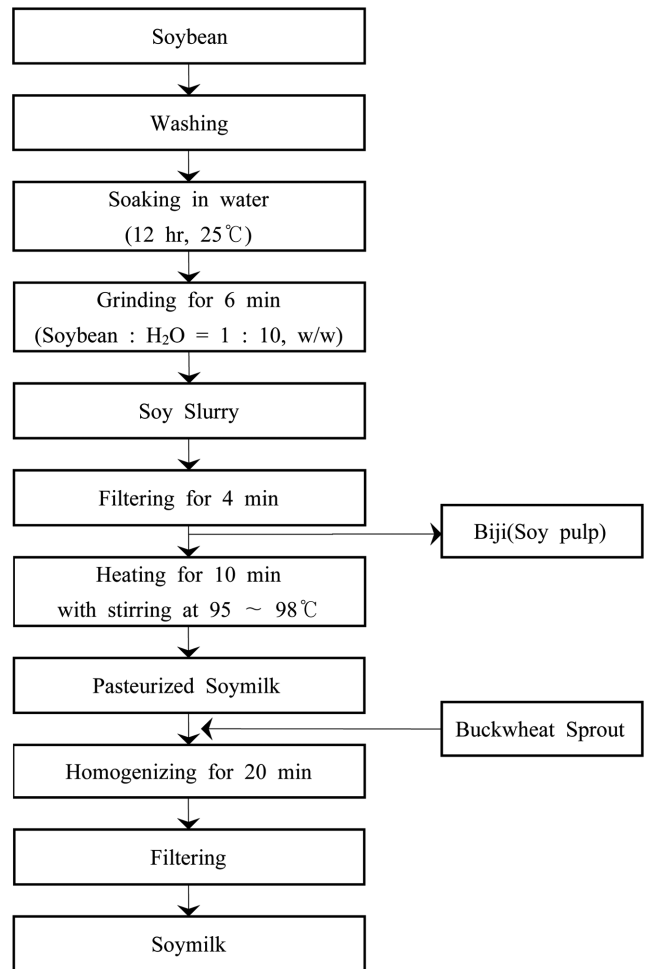 Soybean
Washing
Soaking in water
(12 hr, 25℃)
Grinding for 6 min
(Soybean : H₂O = 1 : 10, w/w)
Soy Slurry
Filtering for 4 min
Biji(Soy pulp)
Heating for 10 min
with stirring at 95 ～ 98℃
Pasteurized Soymilk
Buckwheat Sprout
Homogenizing for 20 min
Filtering
Soymilk